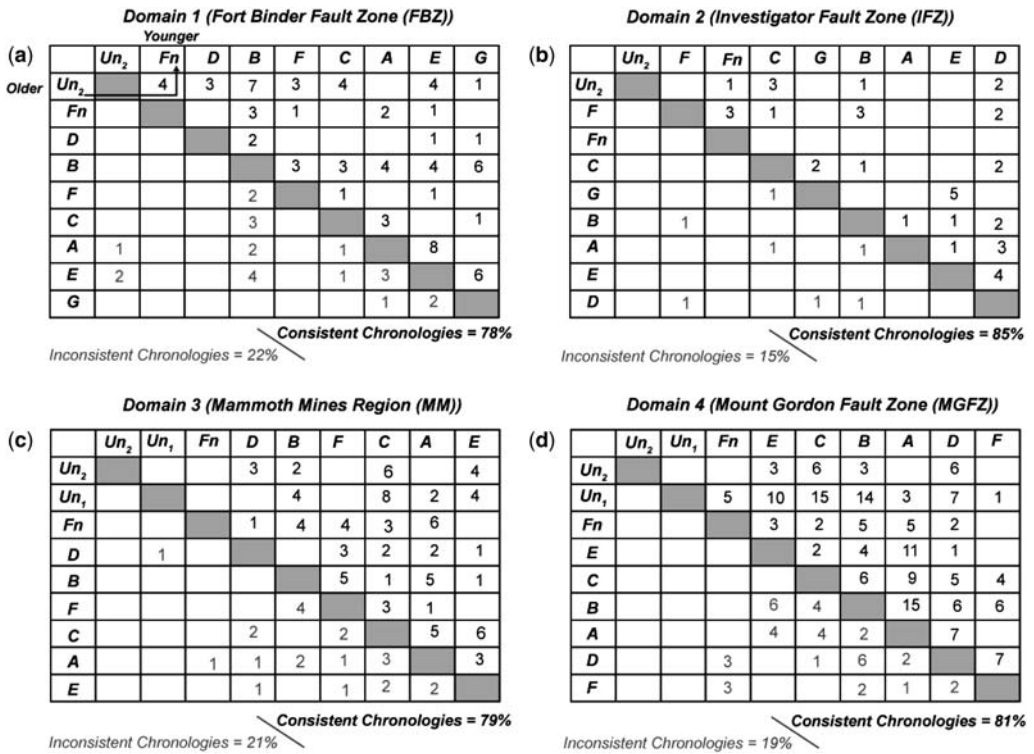 Domain 1 (Fort Binder Fault Zone (FBZ))
(a)
Younger
Un2 Fn D B F C A E G
Older Un2 4 3 7 3 4 4 1
Fn 3 1 2 1
D 2 1 1
B 3 3 4 4 6
F 2 1 1
C 3 3 1
A 1 2 1 8
E 2 4 1 3 6
G 1 2
Consistent Chronologies = 78%
Inconsistent Chronologies = 22%
Domain 2 (Investigator Fault Zone (IFZ))
(b)
Un2 F Fn C G B A E D
Un2 1 3 1 2
F 3 1 3 2
Fn
C 2 1 2
G 1 5
B 1 1 1 2
A 1 1 1 3
E 4
D 1 1 1
Consistent Chronologies = 85%
Inconsistent Chronologies = 15%
Domain 3 (Mammoth Mines Region (MM))
(c)
Un2 Un1 Fn D B F C A E
Un2 3 2 6 4
Un1 4 8 2 4
Fn 1 4 4 3 6
D 1 3 2 2 1
B 5 1 5 1
F 4 3 1
C 2 2 5 6
A 1 1 2 1 3 3
E 1 1 2 2
Consistent Chronologies = 79%
Inconsistent Chronologies = 21%
Domain 4 (Mount Gordon Fault Zone (MGFZ))
(d)
Un2 Un1 Fn E C B A D F
Un2 3 6 3 6
Un1 5 10 15 14 3 7 1
Fn 3 2 5 5 2
E 2 4 11 1
C 6 9 5 4
B 6 4 15 6 6
A 4 4 2 7
D 3 1 6 2 7
F 3 2 1 2
Consistent Chronologies = 81%
Inconsistent Chronologies = 19%